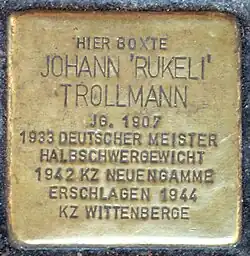 HIER BOXTE
JOHANN 'RUKELI'
TROLLMANN
JG. 1907
1933 DEUTSCHER MEISTER
HALBSCHWERGEWICHT
1942 KZ NEUENGAMME
ERSCHLAGEN 1944
KZ WITTENBERGE